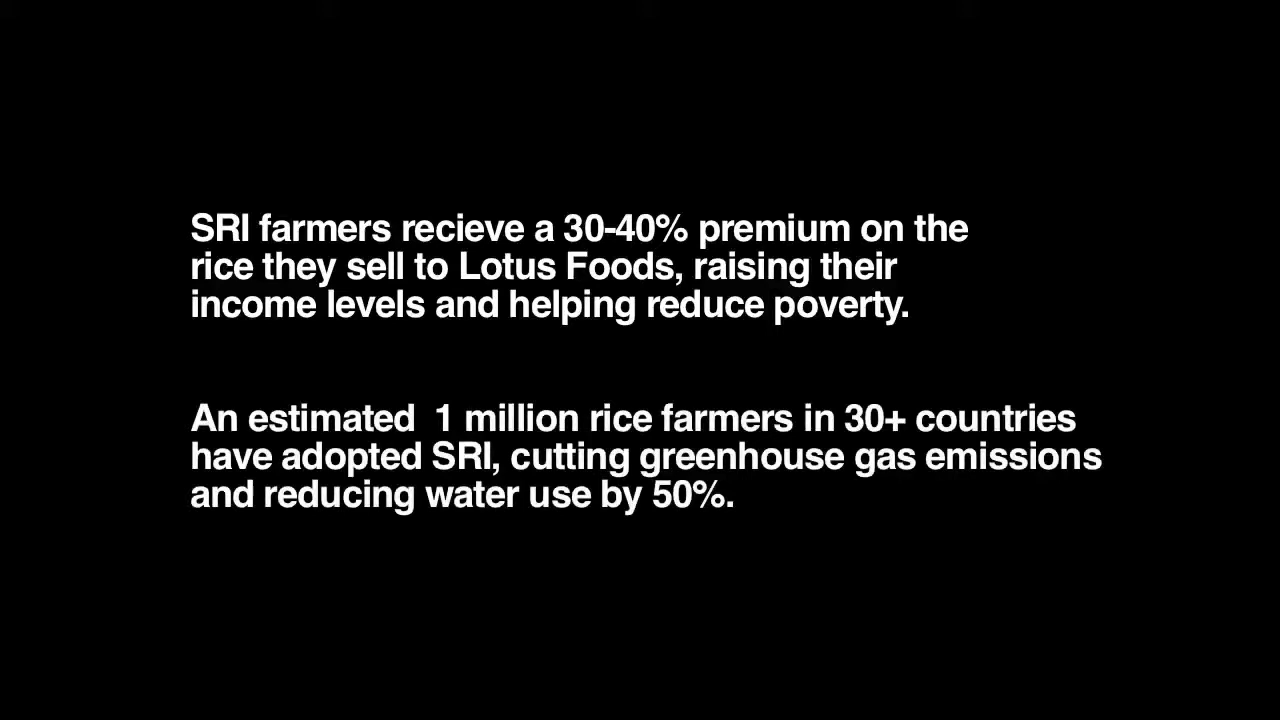 SRI farmers recieve a 30-40% premium on the
rice they sell to Lotus Foods, raising their
income levels and helping reduce poverty.
An estimated  1 million rice farmers in 30+ countries
have adopted SRI, cutting greenhouse gas emissions
and reducing water use by 50%.